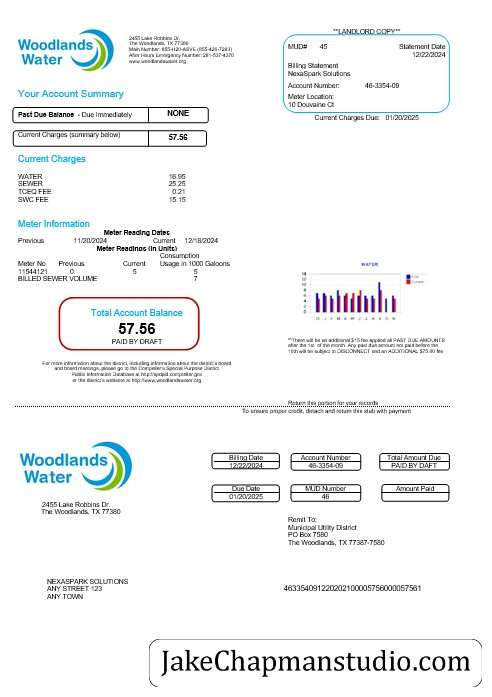 **LANDLORD COPY**
Woodlands
Water
2455 Lake Robbins Dr.
The Woodlands, TX 77380
Main Number: 855-H2O-SAVE (855-426-7283)
After Hours Emergency Number: 281-537-4370
www.woodlandswater.org
MUD# 45 Statement Date
12/22/2024
Billing Statement
NexaSpark Solutions
Account Number: 46-3354-09
Meter Location:
10 Douvaine Ct
Current Charges Due: 01/20/2025
Your Account Summary
Past Due Balance - Due Immediately NONE
Current Charges (summary below) 57.56
Current Charges
WATER 16.95
SEWER 25.25
TCEQ FEE 0.21
SWC FEE 15.15
Meter Information
Meter Reading Dates
Previous 11/20/2024 Current 12/18/2024
Meter Readings (In Units)
Consumption
Meter No Previous Current Usage in 1000 Galoons
11544121 0 5 5
BILLED SEWER VOLUME 7
WATER
Total Account Balance
57.56
PAID BY DRAFT
**There will be an additional $15 fee applied all PAST DUE AMOUNTS
after the 1st of the month. Any past due amount not paid before the
16th will be subject to DISCONNECT and an ADDITIONAL $75.00 fee
For more information about the district, including information about the district's board
and board meetings, please go to the Comptroller's Special Purpose District
Public Information Database at http://spdpid.comptroller.gov
or the district's website at http://www.woodlandswater.org.
Return this portion for your records
To ensure proper credit, detach and return this stub with payment
Woodlands
Water
2455 Lake Robbins Dr.
The Woodlands, TX 77380
Billing Date Account Number Total Amount Due
12/22/2024 46-3354-09 PAID BY DAFT
Due Date MUD Number Amount Paid
01/20/2025 46
Remit To:
Municipal Utility District
PO Box 7580
The Woodlands, TX 77387-7580
NEXASPARK SOLUTIONS
ANY STREET 123
ANY TOWN
JakeChapmanstudio.com